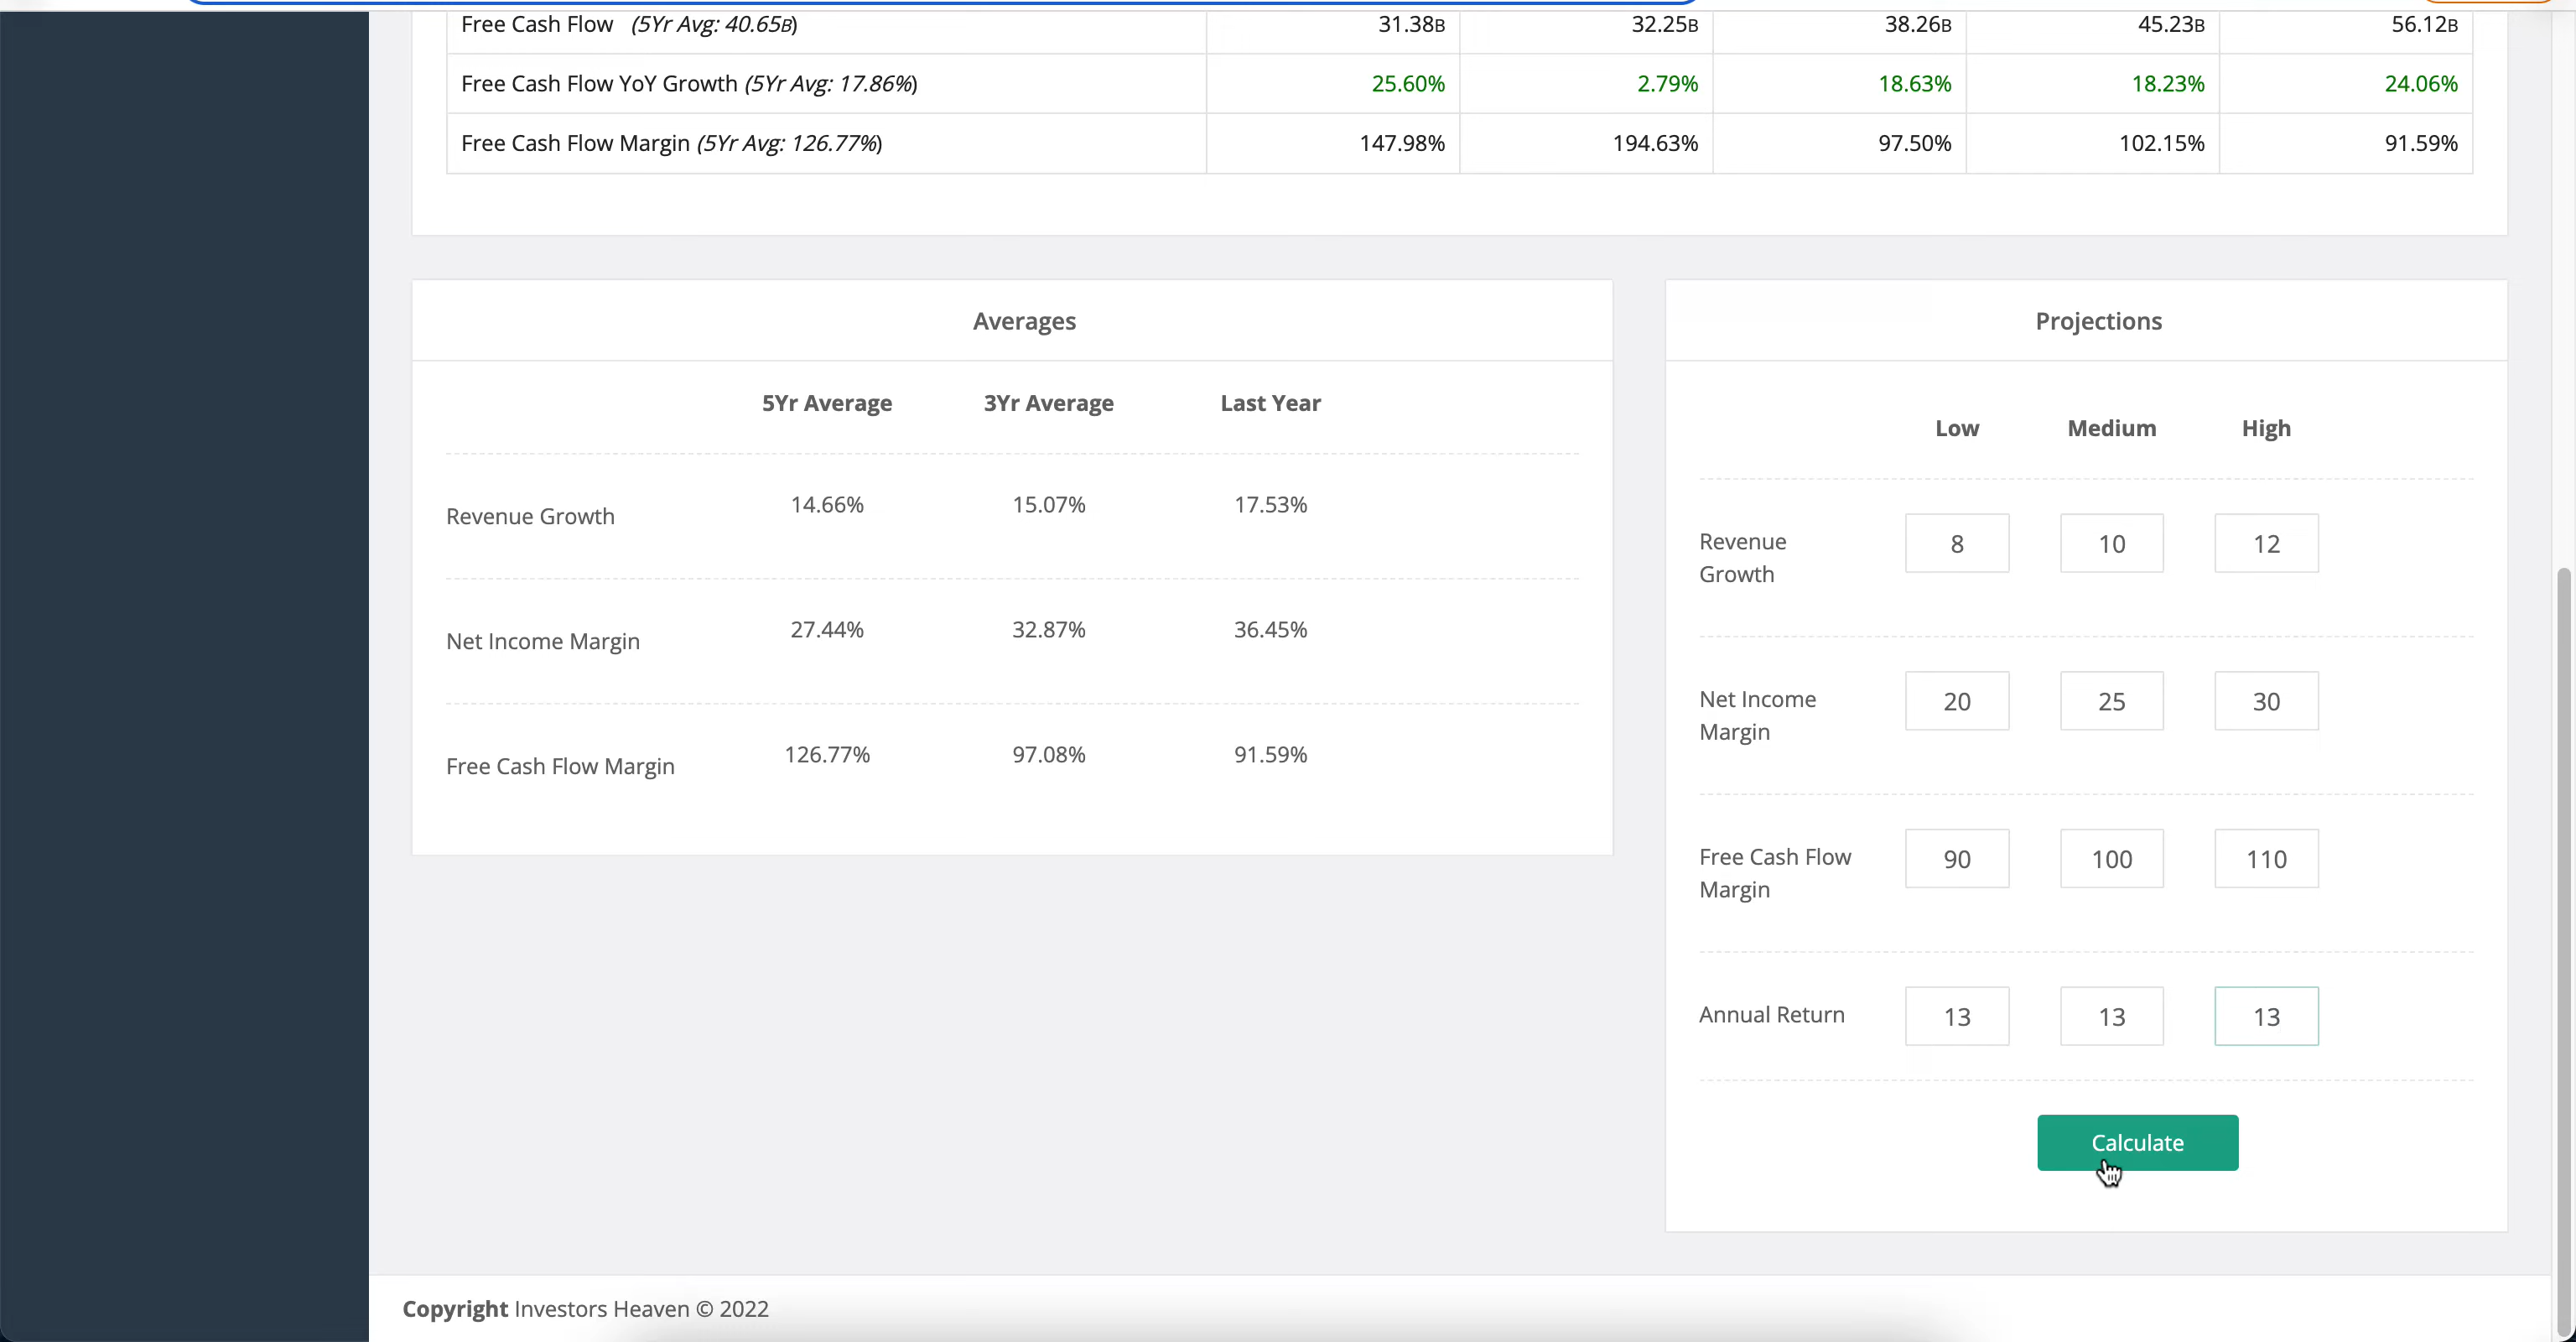 Free Cash Flow (5Yr Avg: 40.65B) 31.38B 32.25B 38.26B 45.23B 56.12B
Free Cash Flow YoY Growth (5Yr Avg: 17.86%) 25.60% 2.79% 18.63% 18.23% 24.06%
Free Cash Flow Margin (5Yr Avg: 126.77%) 147.98% 194.63% 97.50% 102.15% 91.59%
Averages
5Yr Average 3Yr Average Last Year
Revenue Growth 14.66% 15.07% 17.53%
Net Income Margin 27.44% 32.87% 36.45%
Free Cash Flow Margin 126.77% 97.08% 91.59%
Projections
Low Medium High
Revenue
Growth 8 10 12
Net Income
Margin 20 25 30
Free Cash Flow
Margin 90 100 110
Annual Return 13 13 13
Calculate
Copyright Investors Heaven © 2022